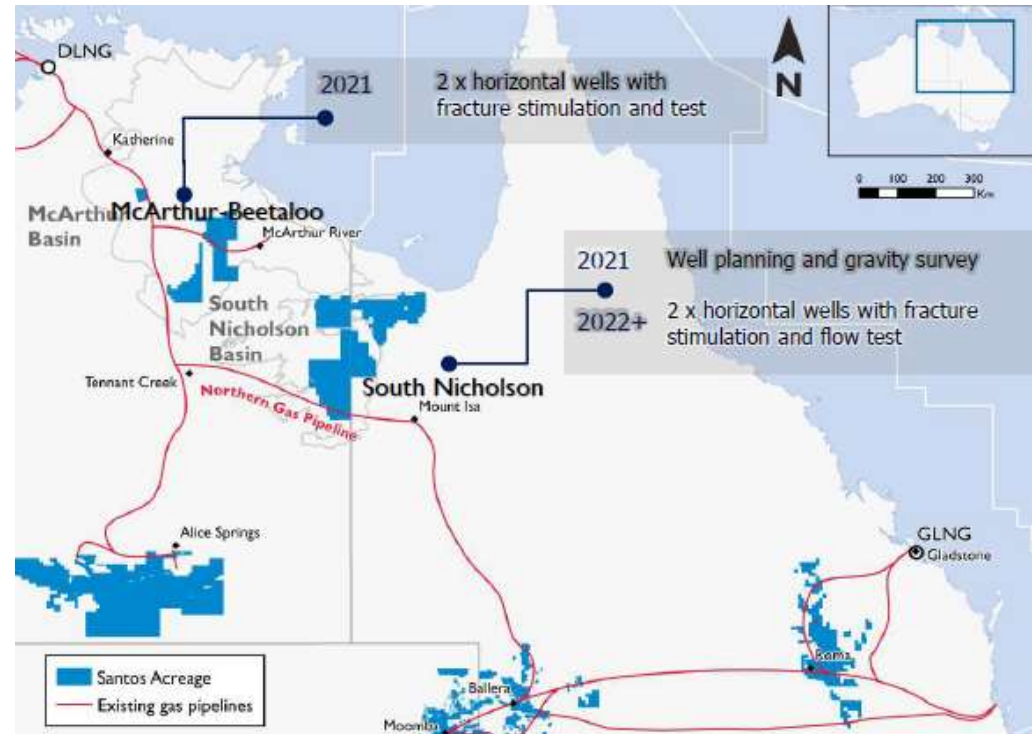 DLNG
2021
2 x horizontal wells with
fracture stimulation and test
N
Katherine
0 100 200 300
Km
McArthur
Basin
McArthur-Beetaloo
McArthur River
2021
Well planning and gravity survey
2022+
2 x horizontal wells with fracture
stimulation and flow test
South
Nicholson
Basin
Tennant Creek
Northern Gas Pipeline
South Nicholson
Mount Isa
Alice Springs
GLNG
Gladstone
Roma
Ballera
Moomba
Santos Acreage
Existing gas pipelines